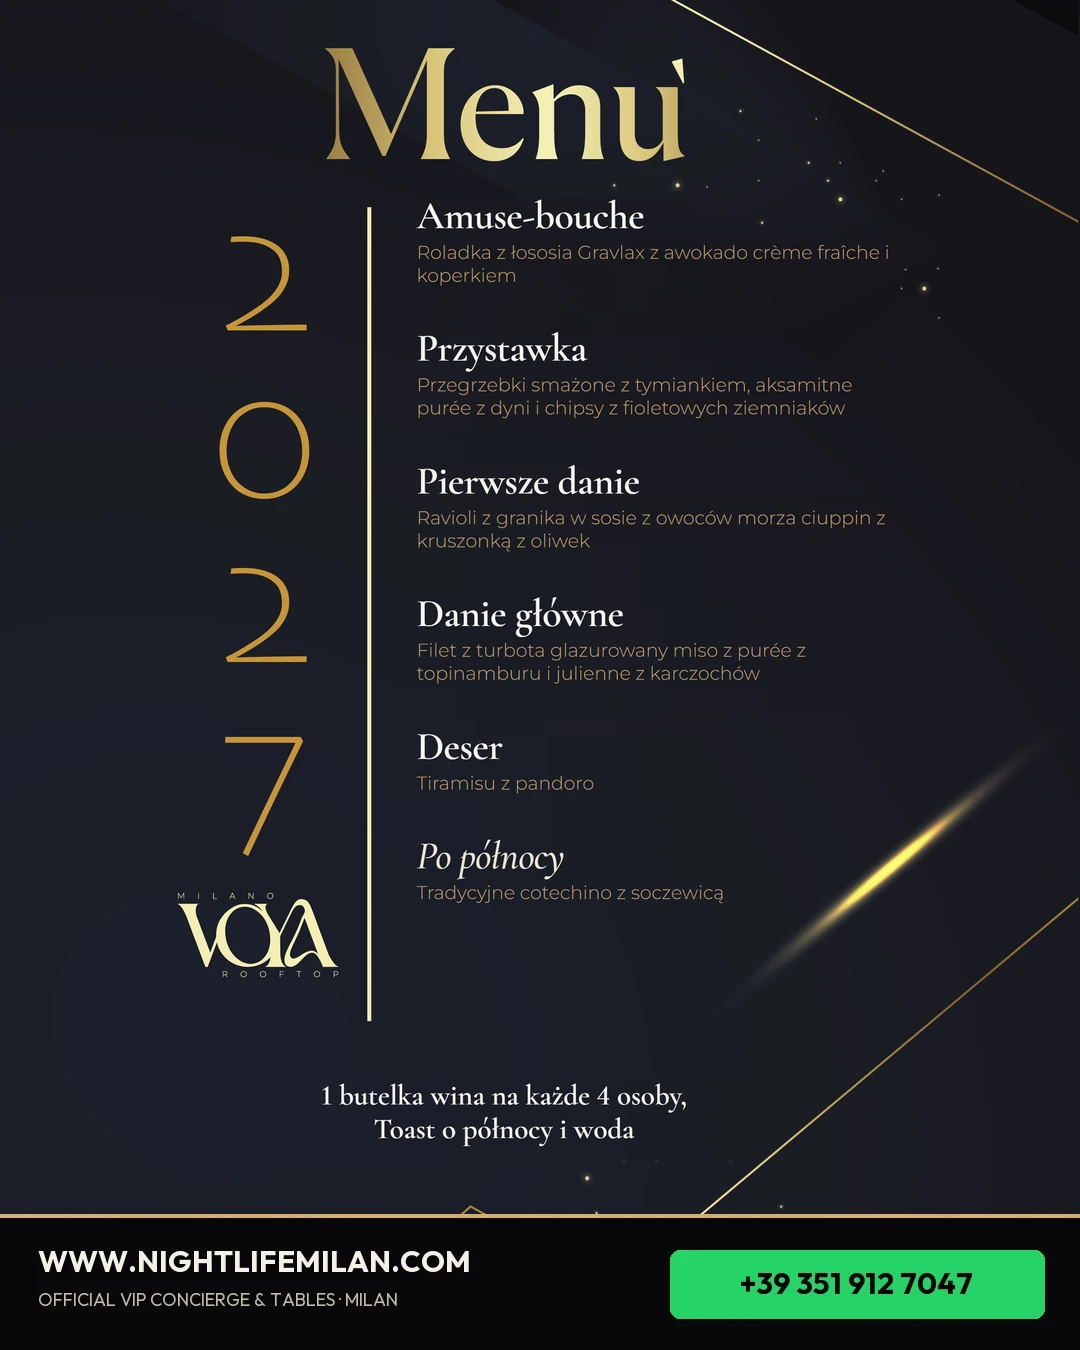 Menù
2
0
2
7
MILANO
VOYA
ROOFTOP
Amuse-bouche
Roladka z łososia Gravlax z awokado crème fraîche i
koperkiem
Przystawka
Przegrzebki smażone z tymiankiem, aksamitne
purée z dyni i chipsy z fioletowych ziemniaków
Pierwsze danie
Ravioli z granika w sosie z owoców morza ciuppin z
kruszonką z oliwek
Danie główne
Filet z turbota glazurowany miso z purée z
topinamburu i julienne z karczochów
Deser
Tiramisu z pandoro
Po północy
Tradycyjne cotechino z soczewicą
1 butelka wina na każde 4 osoby,
Toast o północy i woda
WWW.NIGHTLIFEMILAN.COM
OFFICIAL VIP CONCIERGE & TABLES · MILAN
+39 351 912 7047